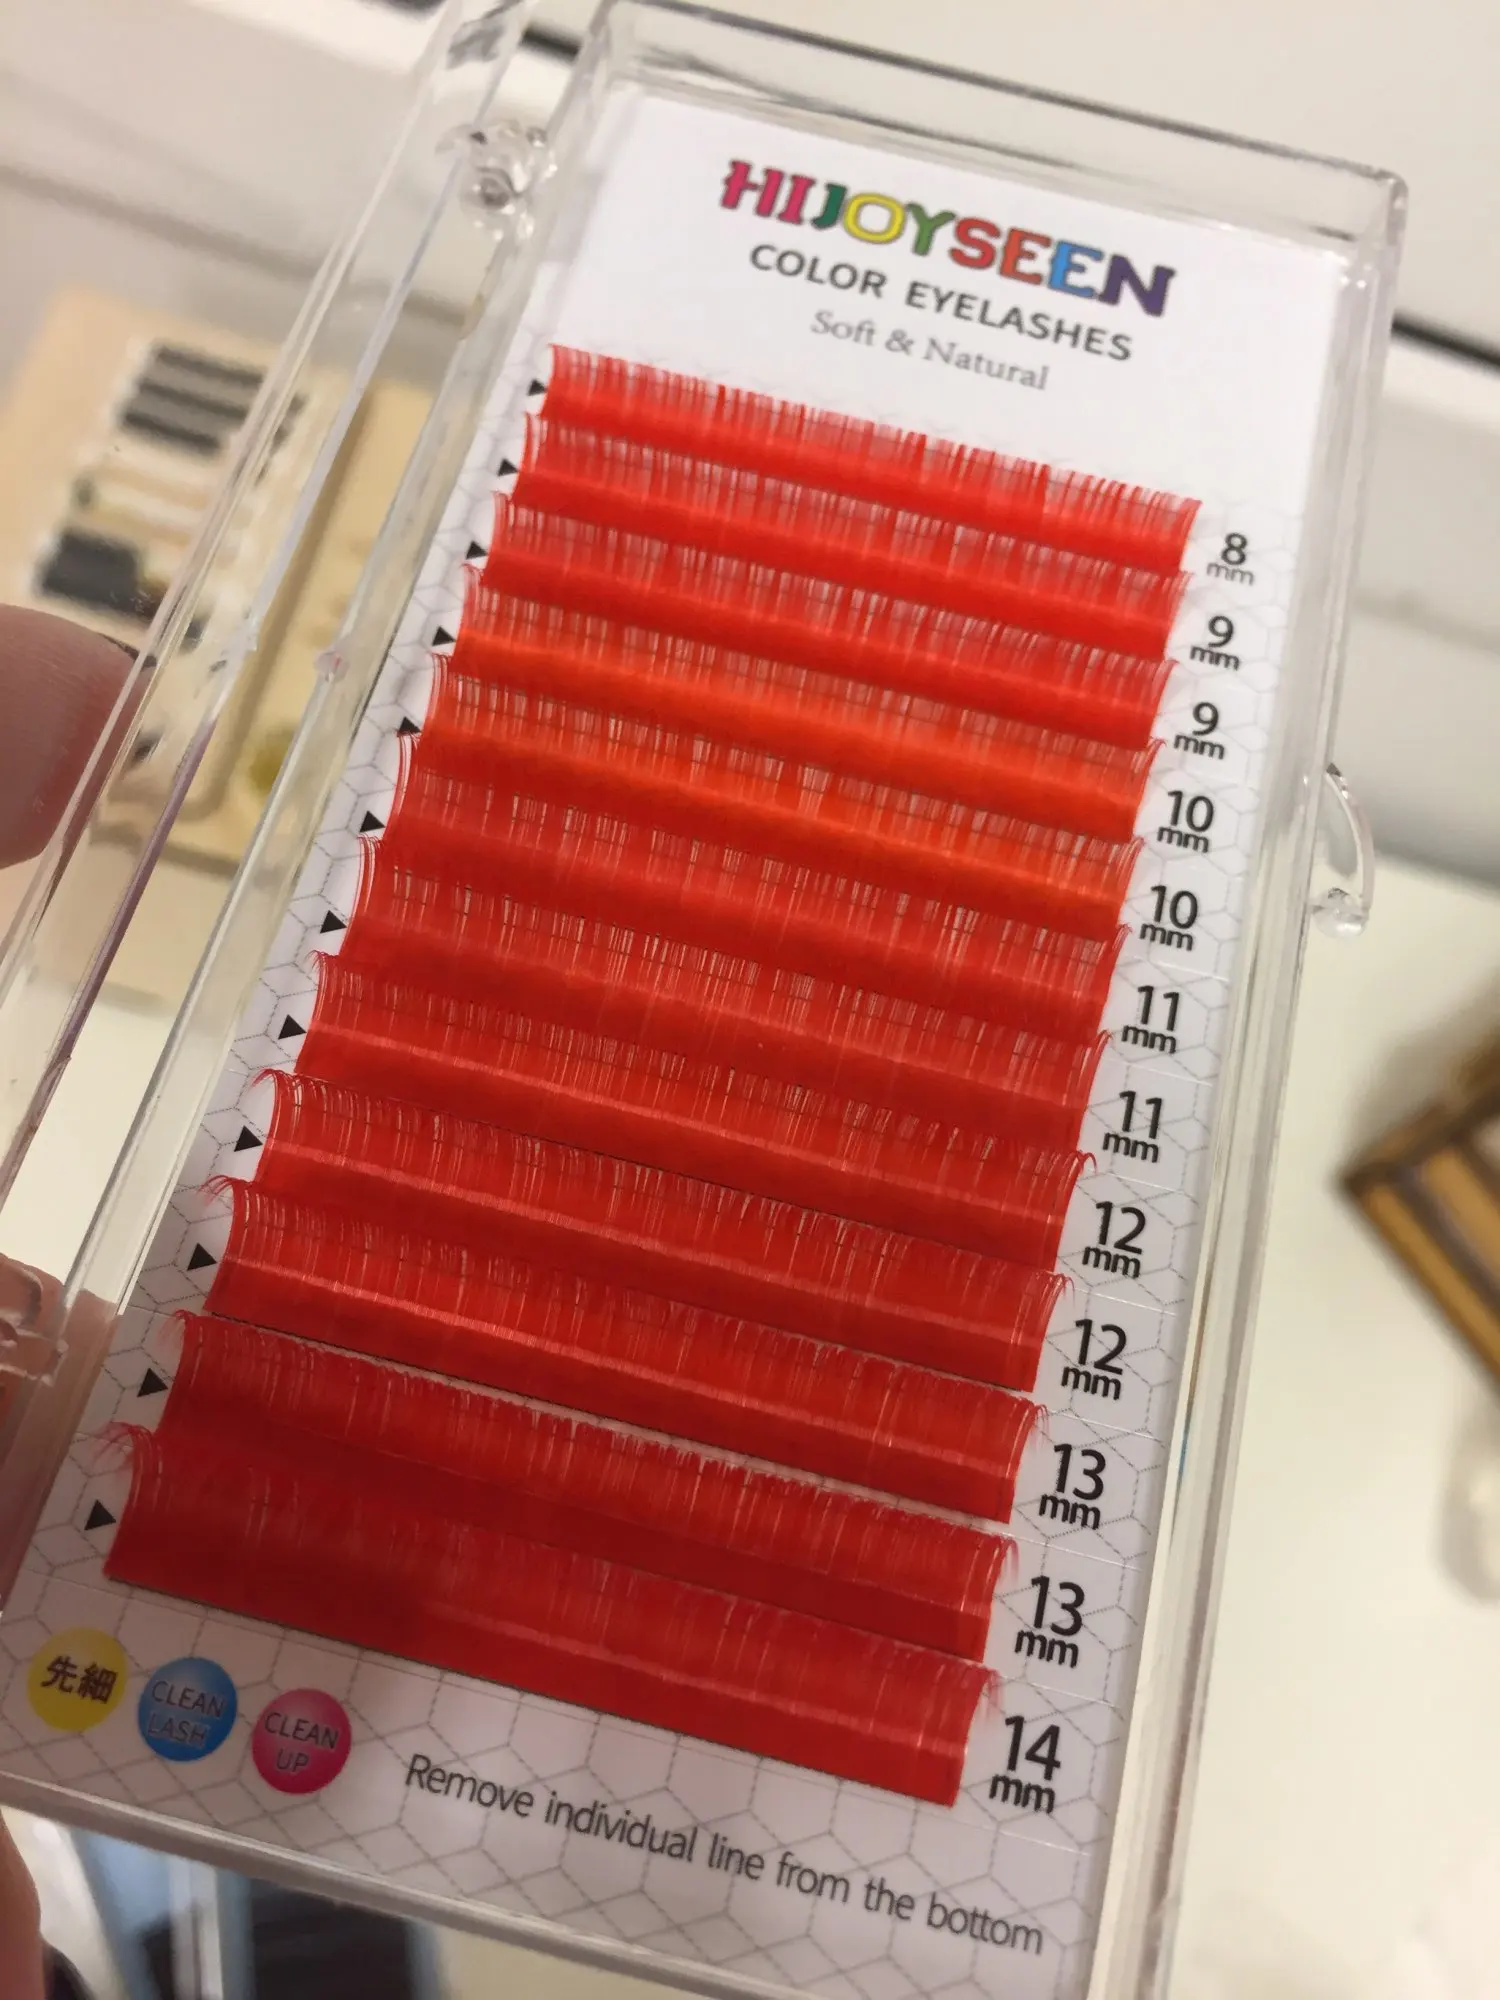 HIJOYSEEN
COLOR EYELASHES
Soft & Natural
8
mm
9
mm
9
mm
10
mm
10
mm
11
mm
11
mm
12
mm
12
mm
13
mm
13
mm
14
mm
先細
CLEAN
LASH
CLEAN
UP
Remove individual line from the bottom